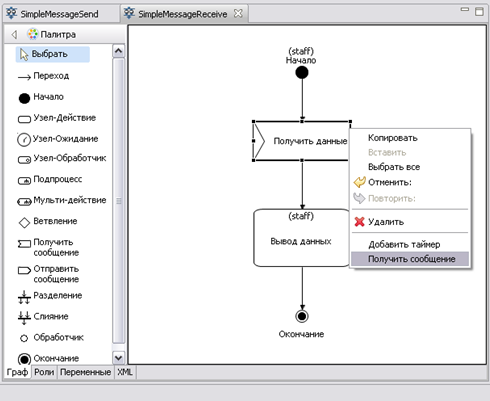 SimpleMessageSend
SimpleMessageReceive
Палитра
Выбрать
Переход
Начало
Узел-Действие
Узел-Ожидание
Узел-Обработчик
Подпроцесс
Мульти-действие
Ветвление
Получить
сообщение
Отправить
сообщение
Разделение
Слияние
Обработчик
Окончание
(staff)
Начало
Получить данные
(staff)
Вывод данных
Окончание
Копировать
Вставить
Выбрать все
Отменить:
Повторить:
Удалить
Добавить таймер
Получить сообщение
Граф
Роли
Переменные
XML